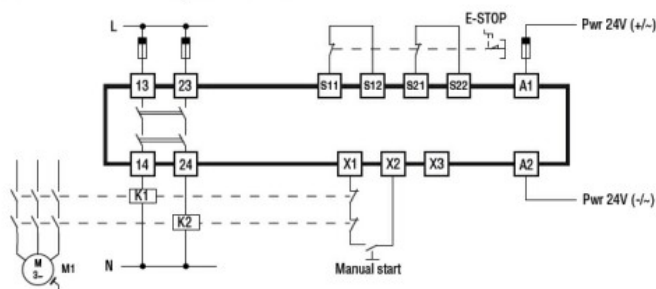 L
E-STOP
Pwr 24V (+/~)
13 23 S11 S12 S21 S22 A1
14 24 X1 X2 X3 A2
K1
K2
Pwr 24V (-/~)
M
3~
M1
N
Manual start